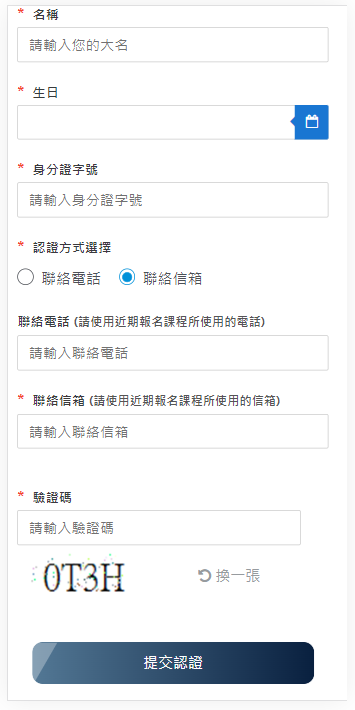 * 名稱
請輸入您的大名
* 生日
* 身分證字號
請輸入身分證字號
* 認證方式選擇
聯絡電話 聯絡信箱
聯絡電話 (請使用近期報名課程所使用的電話)
請輸入聯絡電話
* 聯絡信箱 (請使用近期報名課程所使用的信箱)
請輸入聯絡信箱
* 驗證碼
請輸入驗證碼
0T3H 換一張
提交認證